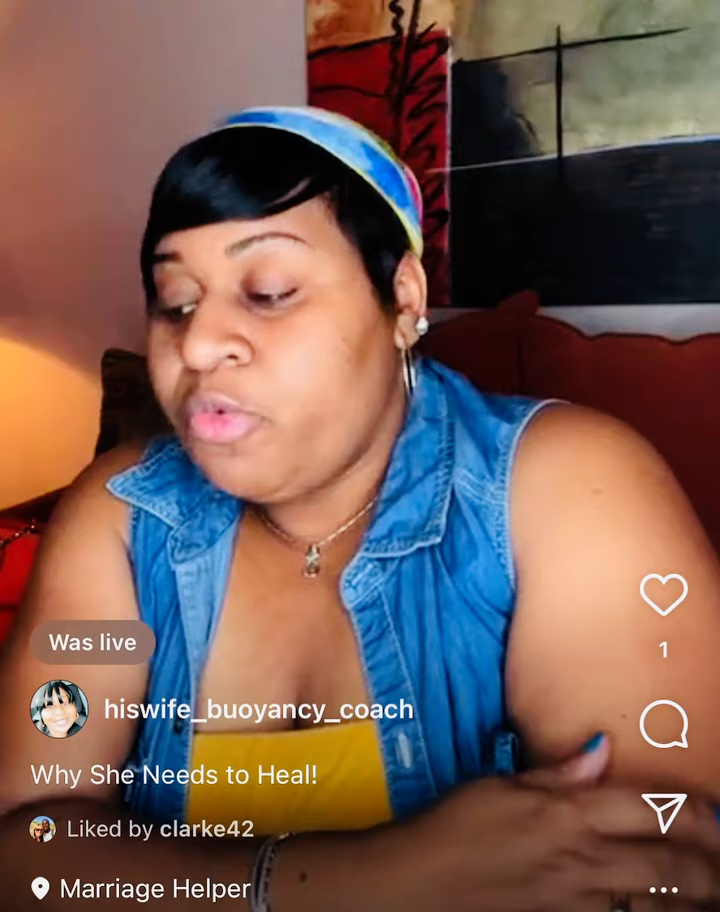 Was live
1
hiswife_buoyancy_coach
Why She Needs to Heal!
Liked by clarke42
Marriage Helper